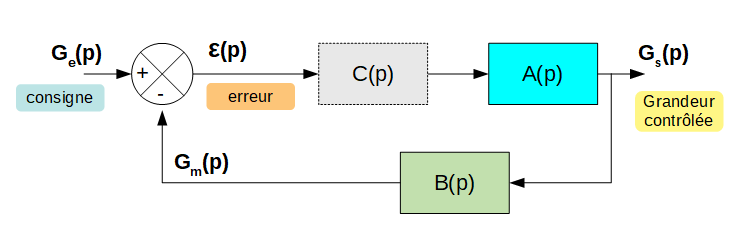 Ge(p)
ε(p)
Gs(p)
+
-
C(p)
A(p)
consigne
erreur
Grandeur
contrôlée
Gm(p)
B(p)